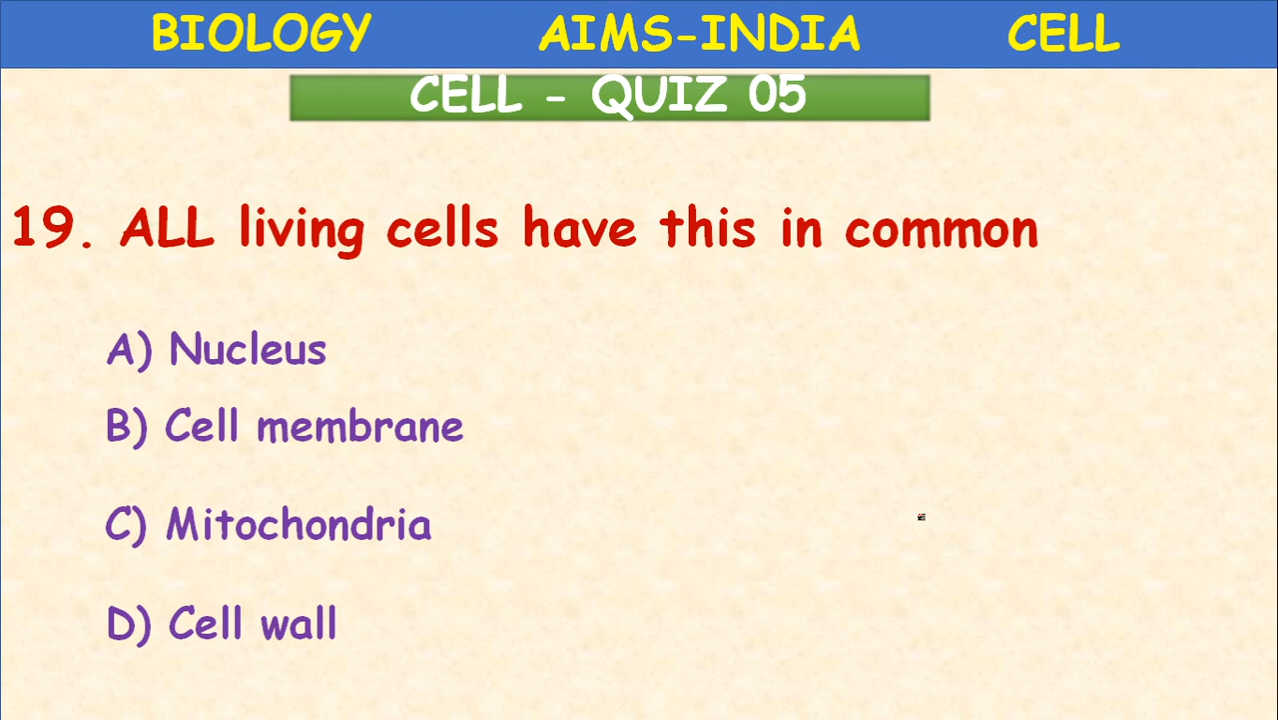 BIOLOGY AIMS-INDIA CELL
CELL - QUIZ 05
19. ALL living cells have this in common
A) Nucleus
B) Cell membrane
C) Mitochondria
D) Cell wall